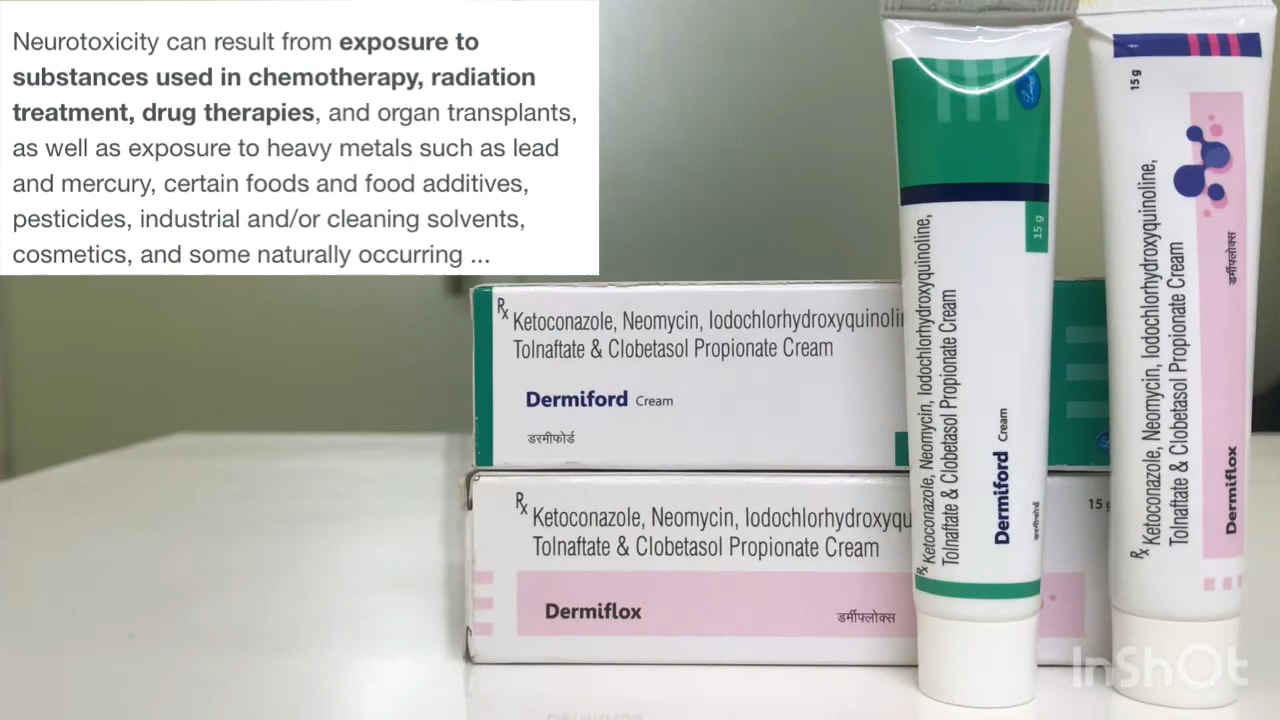 Neurotoxicity can result from exposure to
substances used in chemotherapy, radiation
treatment, drug therapies, and organ transplants,
as well as exposure to heavy metals such as lead
and mercury, certain foods and food additives,
pesticides, industrial and/or cleaning solvents,
cosmetics, and some naturally occurring ...
Rx Ketoconazole, Neomycin, Iodochlorhydroxyquinolin
Tolnaftate & Clobetasol Propionate Cream
Dermiford Cream
डरमीफोर्ड
Rx Ketoconazole, Neomycin, Iodochlorhydroxyqu
Tolnaftate & Clobetasol Propionate Cream
15 g
Dermiflox
डर्मीफ्लोक्स
15 g
Rx Ketoconazole, Neomycin, Iodochlorhydroxyquinoline,
Tolnaftate & Clobetasol Propionate Cream
Dermiford Cream
डरमीफोर्ड
15 g
Rx Ketoconazole, Neomycin, Iodochlorhydroxyquinoline,
Tolnaftate & Clobetasol Propionate Cream
Dermiflox
डर्मीफ्लोक्स
InShOt